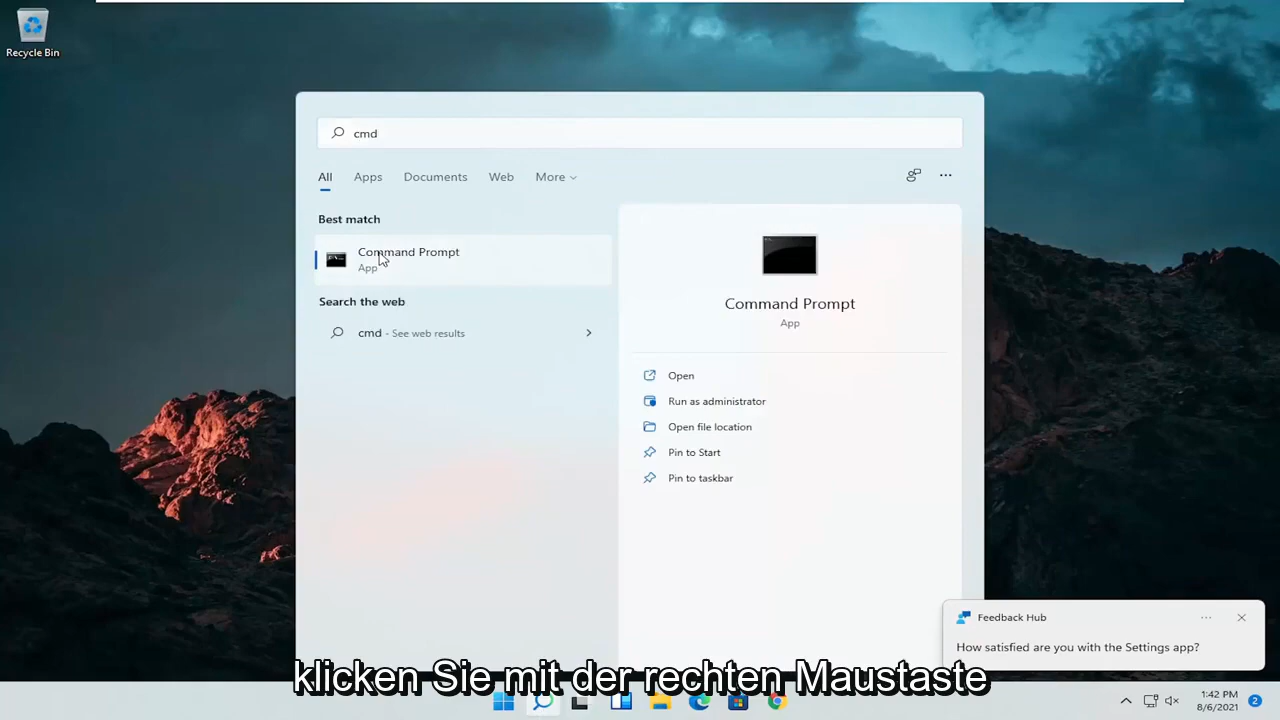 Recycle Bin
cmd
All Apps Documents Web More
Best match
Command Prompt
App
Search the web
cmd - See web results
Command Prompt
App
Open
Run as administrator
Open file location
Pin to Start
Pin to taskbar
Feedback Hub
How satisfied are you with the Settings app?
klicken Sie mit der rechten Maustaste
1:42 PM
8/6/2021
2